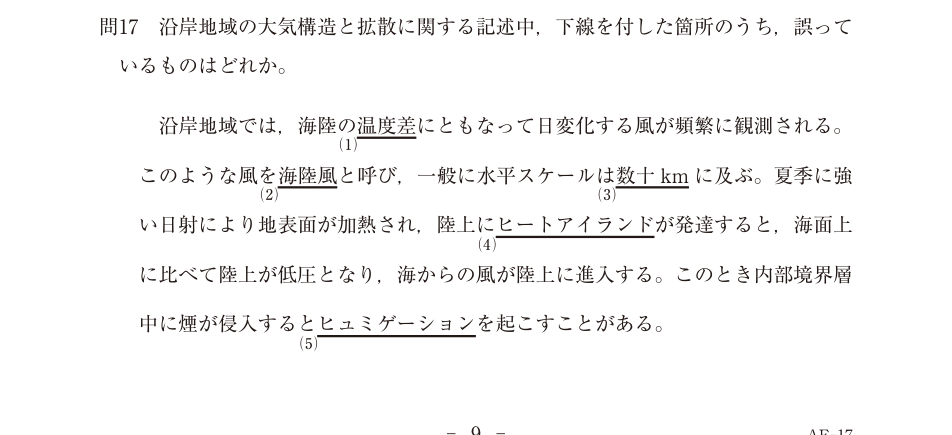 問17　沿岸地域の大気構造と拡散に関する記述中，下線を付した箇所のうち，誤って
いるものはどれか。
沿岸地域では，海陸の温度差にともなって日変化する風が頻繁に観測される。
(1)
このような風を海陸風と呼び，一般に水平スケールは数十 km に及ぶ。夏季に強
(2) (3)
い日射により地表面が加熱され，陸上にヒートアイランドが発達すると，海面上
(4)
に比べて陸上が低圧となり，海からの風が陸上に進入する。このとき内部境界層
中に煙が侵入するとヒュミゲーションを起こすことがある。
(5)
－ 9 －
AE–17